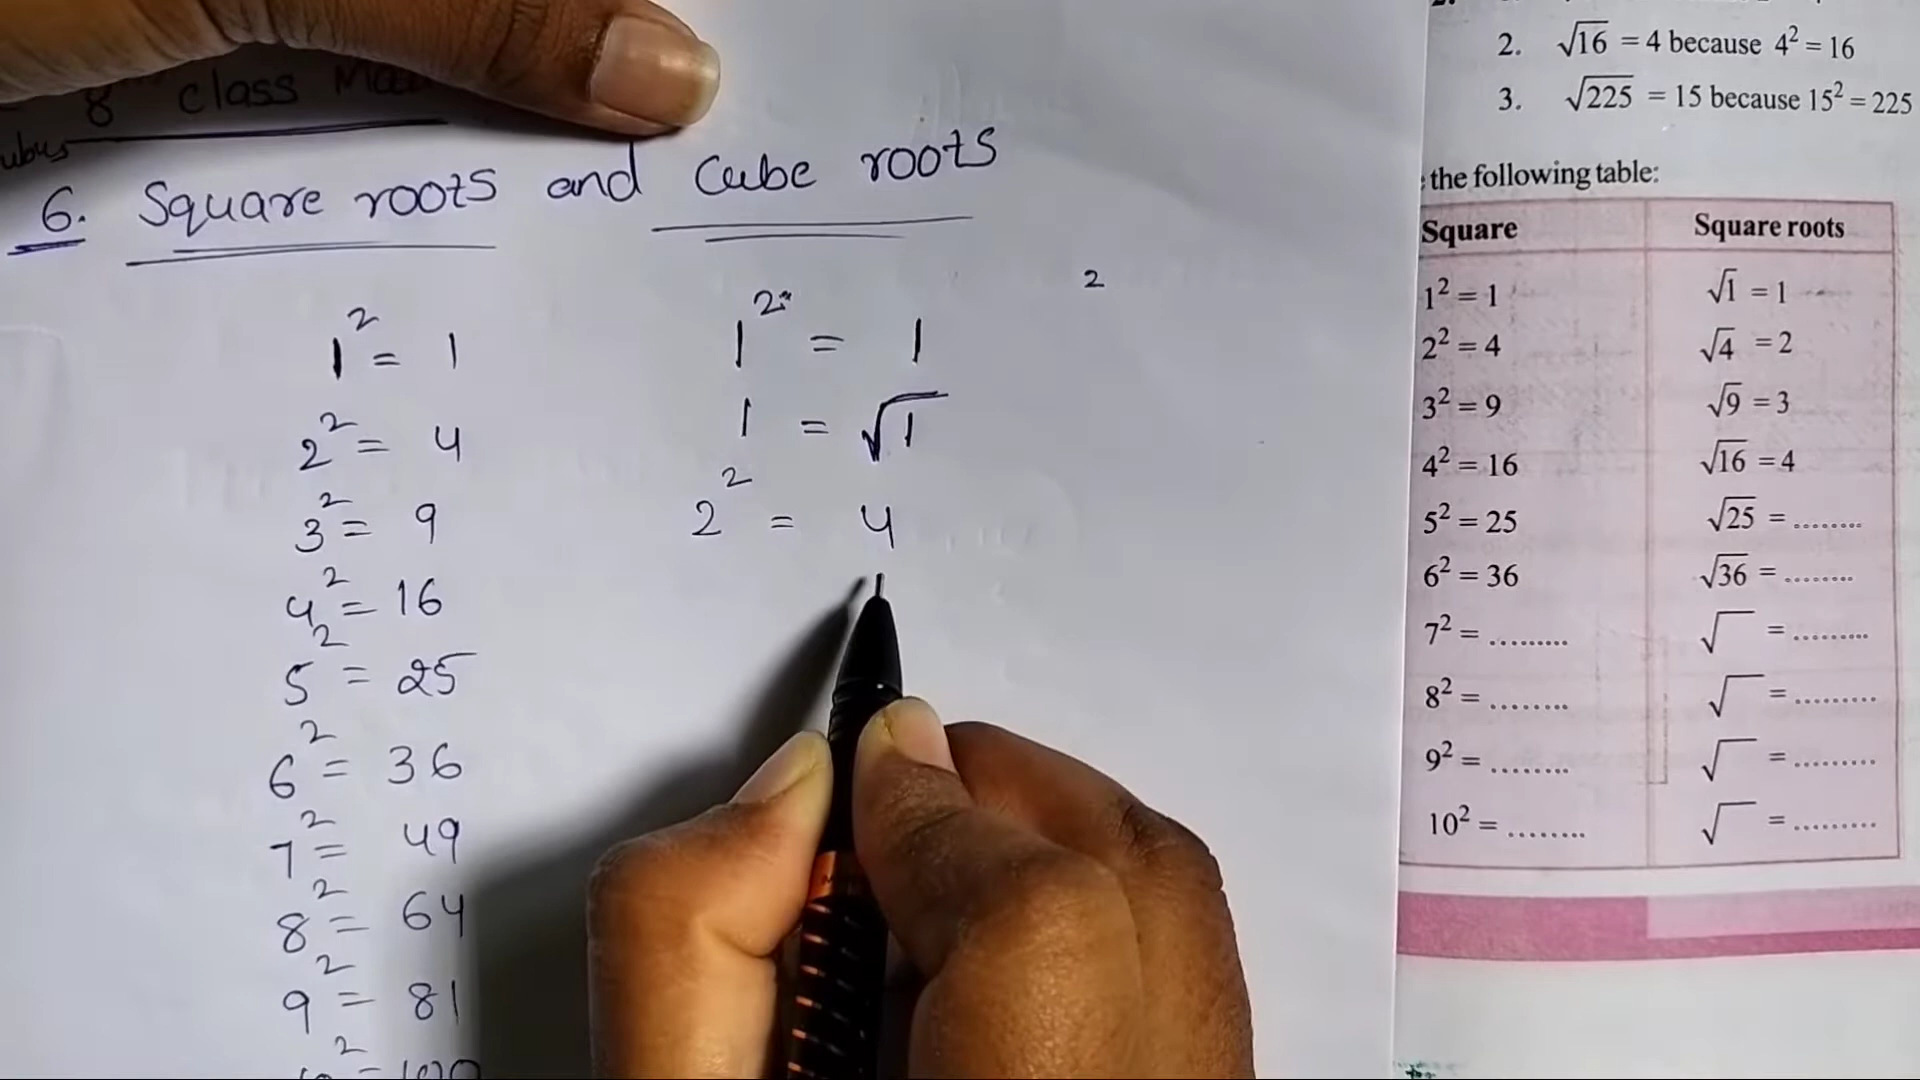 8 class
6. Square roots and Cube roots
1² = 1
2² = 4
3² = 9
4² = 16
5² = 25
6² = 36
7² = 49
8² = 64
9² = 81
10² = 100
1² = 1
1 = √1
2² = 4
2
2. √16 = 4 because 4² = 16
3. √225 = 15 because 15² = 225
the following table:
Square Square roots
1² = 1 √1 = 1
2² = 4 √4 = 2
3² = 9 √9 = 3
4² = 16 √16 = 4
5² = 25 √25 = ........
6² = 36 √36 = ........
7² = ......... √ = .........
8² = ......... √ = .........
9² = ......... √ = .........
10² = ......... √ = .........